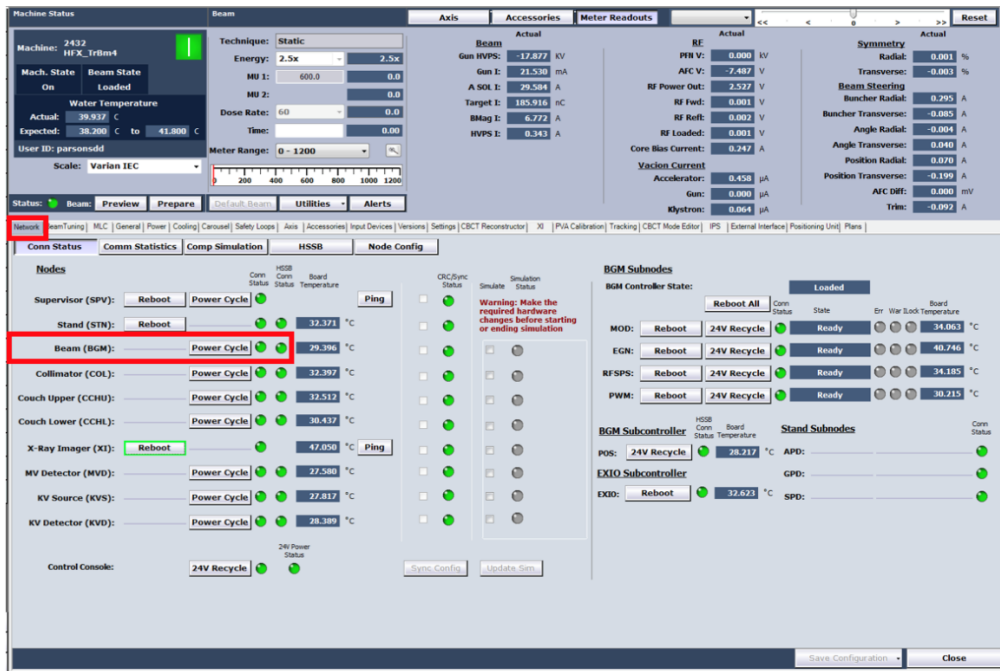 Machine Status
Machine: 2432
HFX_TrBm4
Mach. State Beam State
On Loaded
Water Temperature
Actual: 39.937 C
Expected: 38.200 C to 41.800 C
User ID: parsonsdd
Scale: Varian IEC
Status: Beam: Preview Prepare
Beam
Technique: Static
Energy: 2.5x 2.5x
MU 1: 600.0 0.0
MU 2: 0.0
Dose Rate: 60 0.0
Time: 0.00
Meter Range: 0 - 1200
0 200 400 600 800 1000 1200
Default Beam Utilities Alerts
Axis Accessories Meter Readouts << < 0 > >> Reset
Actual
Beam
Gun HVPS: -17.877 KV
Gun I: 21.530 mA
A SOL I: 29.584 A
Target I: 185.916 nC
BMag I: 6.772 A
HVPS I: 0.343 A
Actual
RF
PFN V: 0.000 kV
AFC V: -7.487 V
RF Power Out: 2.527 V
RF Fwd: 0.001 V
RF Refl: 0.002 V
RF Loaded: 0.001 V
Core Bias Current: 0.247 A
Vacion Current
Accelerator: 0.458 µA
Gun: 0.000 µA
Klystron: 0.064 µA
Actual
Symmetry
Radial: 0.001 %
Transverse: -0.003 %
Beam Steering
Buncher Radial: 0.295 A
Buncher Transverse: -0.085 A
Angle Radial: -0.004 A
Angle Transverse: 0.040 A
Position Radial: 0.070 A
Position Transverse: -0.199 A
AFC Diff: 0.000 mV
Trim: -0.092 A
Network BeamTuning MLC General Power Cooling Carousel Safety Loops Axis Accessories Input Devices Versions Settings CBCT Reconstructor XI PVA Calibration Tracking CBCT Mode Editor IPS External Interface Positioning Unit Plans
Conn Status Comm Statistics Comp Simulation HSSB Node Config
Nodes
Conn Status HSSB Conn Status Board Temperature CRC/Sync Status Simulate Simulation Status
Supervisor (SPV): Reboot Power Cycle Ping
Warning: Make the
required hardware
changes before starting
or ending simulation
Stand (STN): Reboot 32.371 °C
Beam (BGM): Power Cycle 29.396 °C
Collimator (COL): Power Cycle 32.397 °C
Couch Upper (CCHU): Power Cycle 32.512 °C
Couch Lower (CCHL): Power Cycle 30.437 °C
X-Ray Imager (XI): Reboot 47.050 °C Ping
MV Detector (MVD): Power Cycle 27.580 °C
KV Source (KVS): Power Cycle 27.817 °C
KV Detector (KVD): Power Cycle 28.389 °C
24V Power
Status
Control Console: 24V Recycle Sync Config Update Sim
BGM Subnodes
BGM Controller State: Loaded
Reboot All Conn Status State Err War ILock Board Temperature
MOD: Reboot 24V Recycle Ready 34.063 °C
EGN: Reboot 24V Recycle Ready 40.746 °C
RFSPS: Reboot 24V Recycle Ready 34.185 °C
PWM: Reboot 24V Recycle Ready 30.215 °C
BGM Subcontroller HSSB Conn Status Board Temperature
POS: 24V Recycle 28.217 °C
EXIO Subcontroller
EXIO: Reboot 32.623 °C
Stand Subnodes Conn Status
APD:
GPD:
SPD:
Save Configuration Close